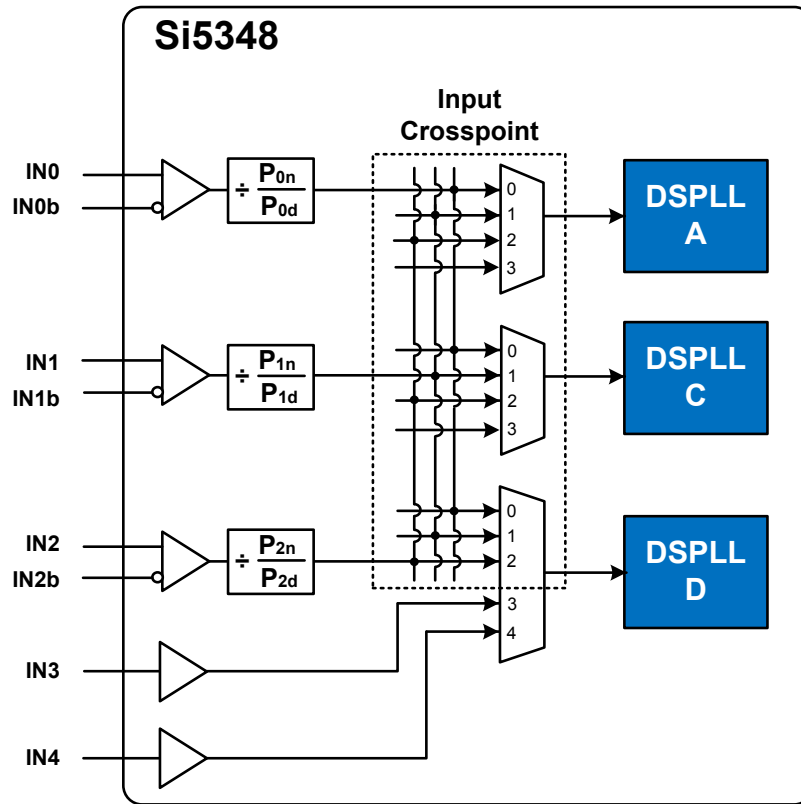 Si5348
Input
Crosspoint
IN0
IN0b
÷ P0n
P0d
0
1
2
3
DSPLL
A
IN1
IN1b
÷ P1n
P1d
0
1
2
3
DSPLL
C
IN2
IN2b
÷ P2n
P2d
0
1
2
3
4
DSPLL
D
IN3
IN4